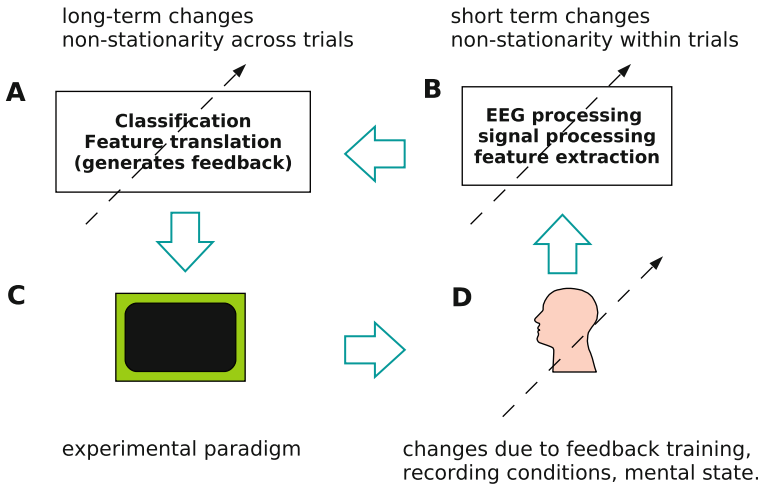 long-term changes
non-stationarity across trials
short term changes
non-stationarity within trials
A
Classification
Feature translation
(generates feedback)
B
EEG processing
signal processing
feature extraction
C
D
experimental paradigm
changes due to feedback training,
recording conditions, mental state.